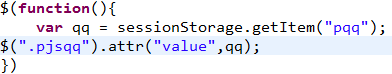 $(function(){
    var qq = sessionStorage.getItem("pqq");
$(".pjsqq").attr("value",qq);
})